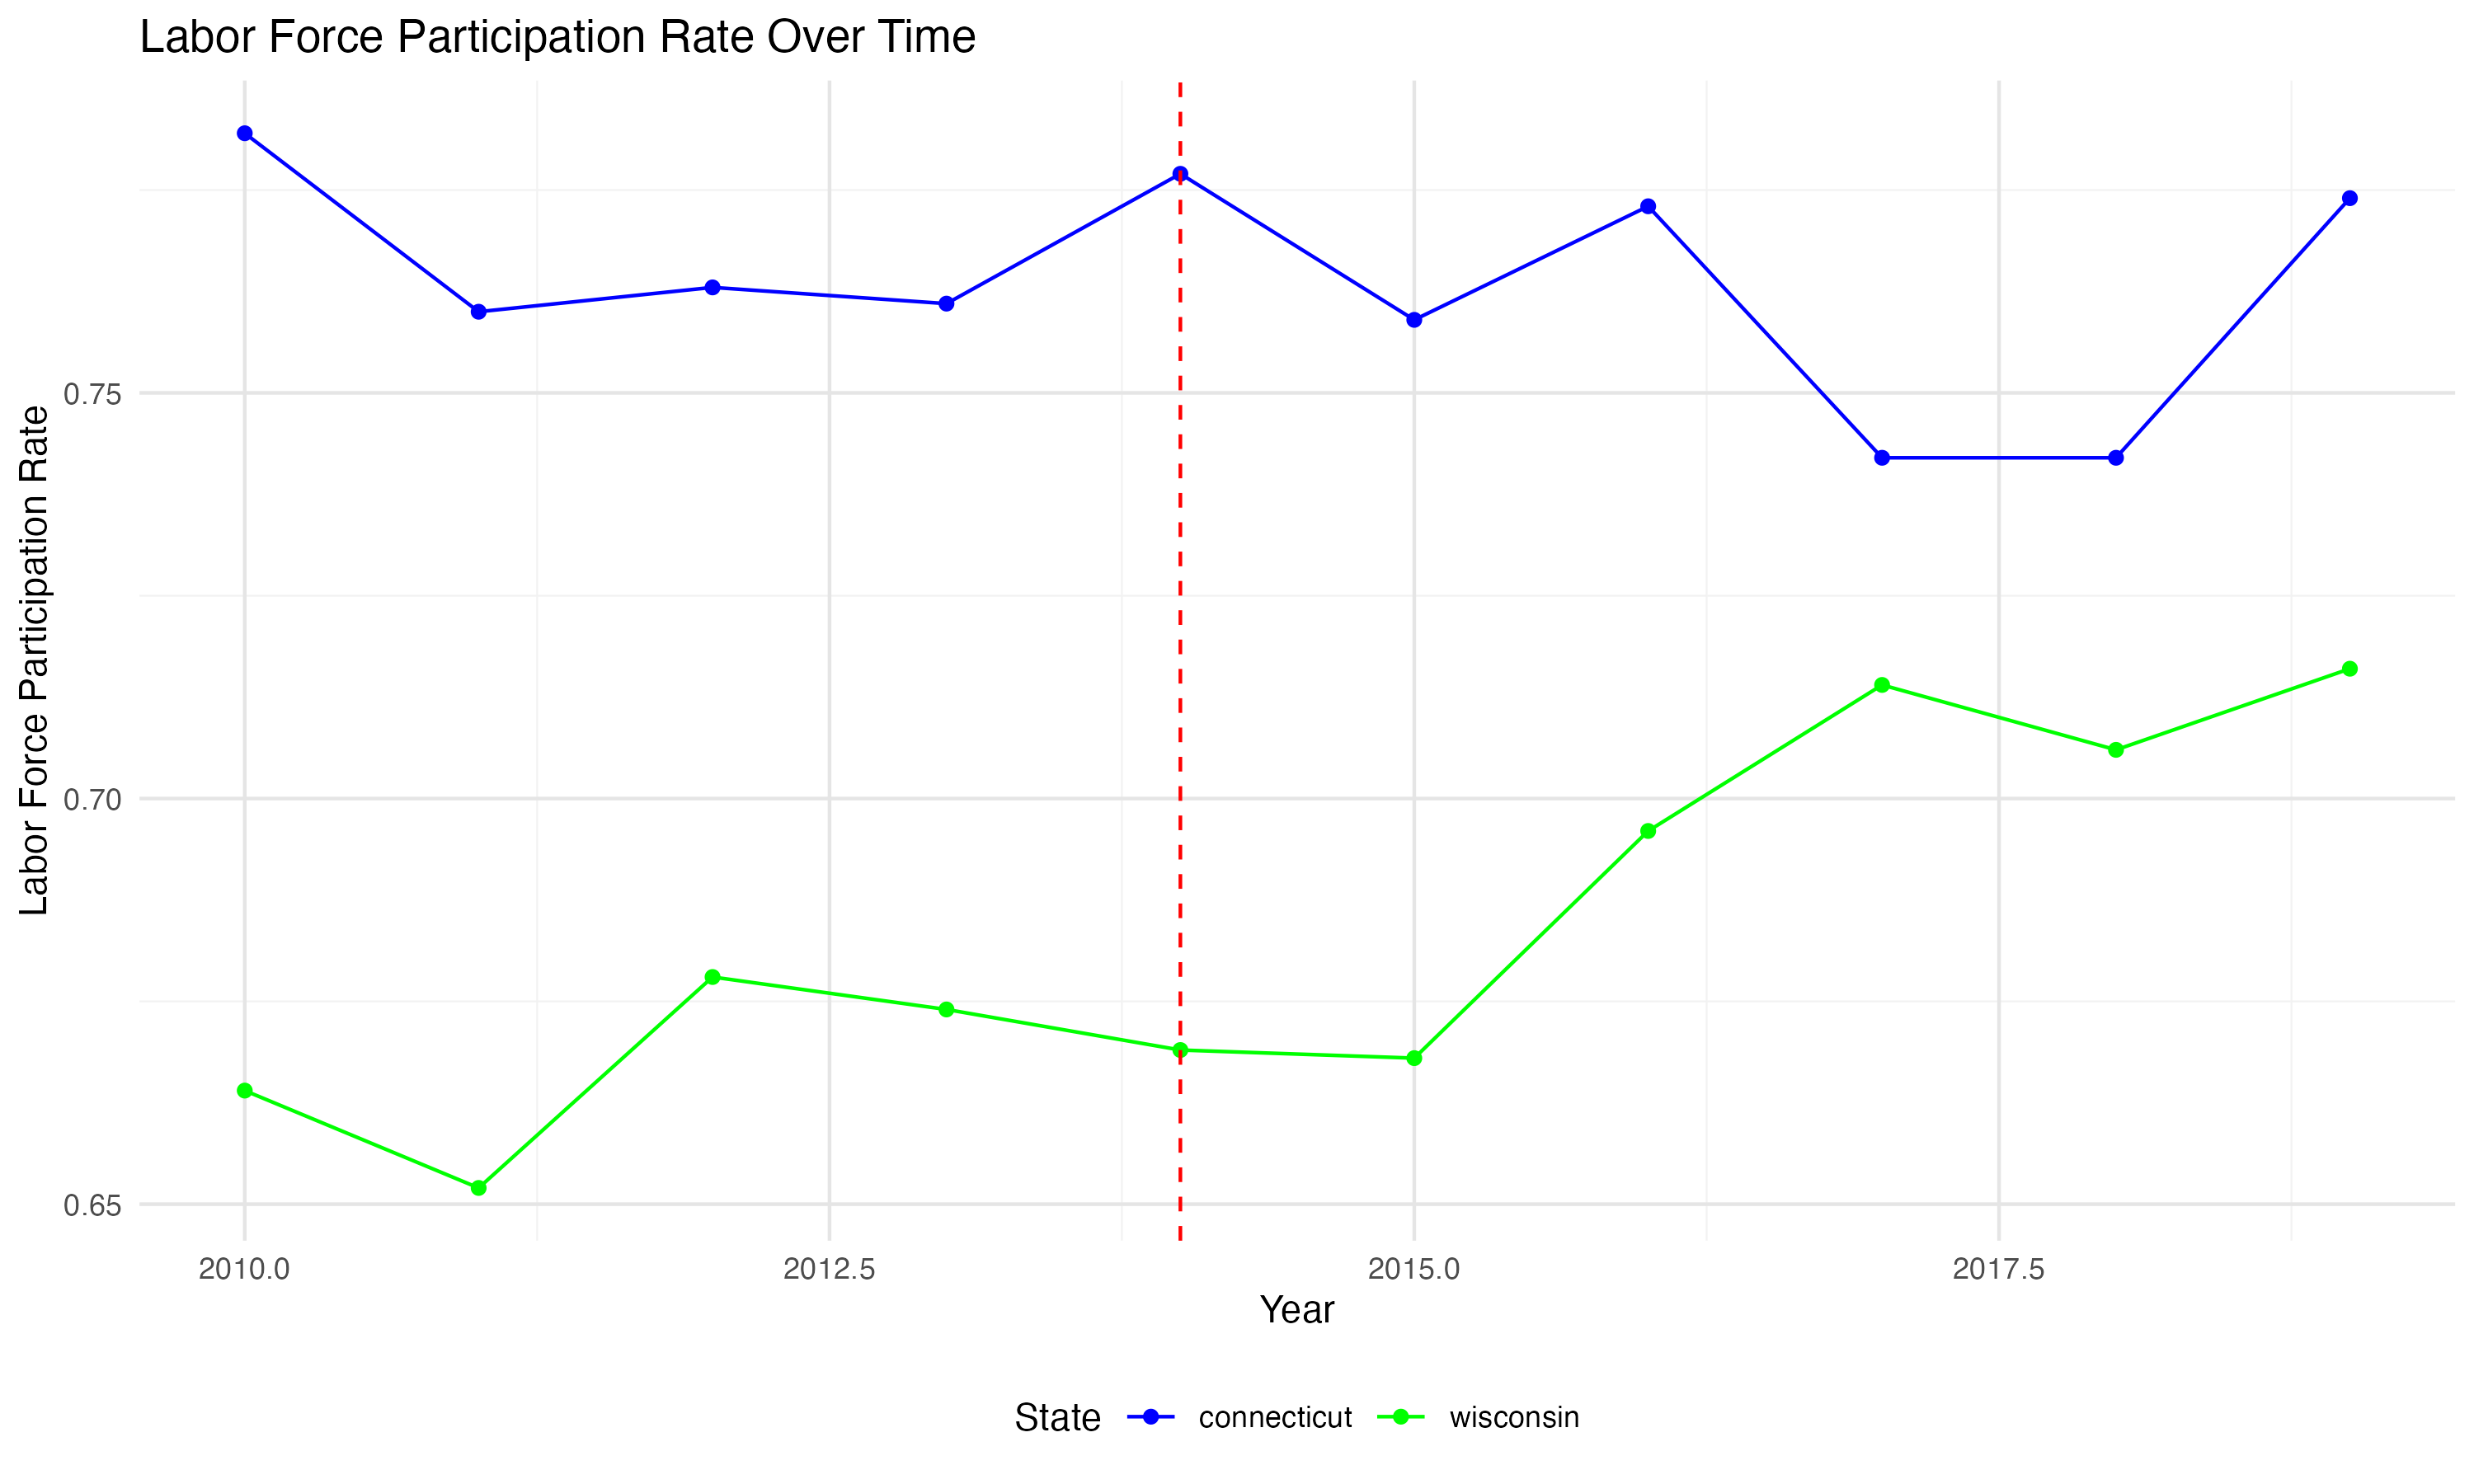 Labor Force Participation Rate Over Time
Labor Force Participation Rate
0.75
0.70
0.65
2010.0 2012.5 2015.0 2017.5
Year
State connecticut wisconsin